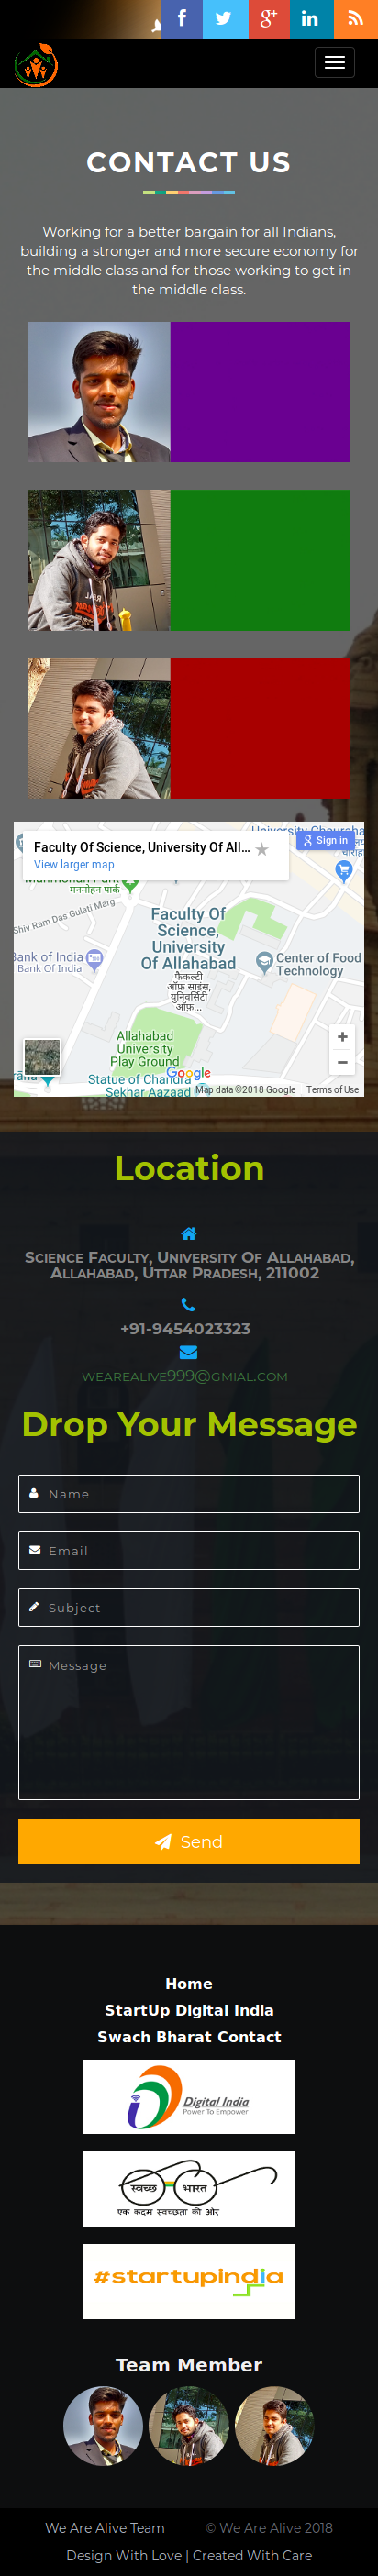 CONTACT US
Working for a better bargain for all Indians,
building a stronger and more secure economy for
the middle class and for those working to get in
the middle class.
Faculty Of Science, University Of All...
View larger map
Sign in
मनमोहन पार्क
Shiv Ram Das Gulati Marg
Bank of India
Bank Of India
Faculty Of
Science,
University
Of Allahabad
फैकल्टी
ऑफ़ साइंस,
युनिवर्सिटी
ऑफ़...
Center of Food
Technology
Allahabad
University
Play Ground
Statue of Chandra
Sekhar Aazaad
Google
Map data ©2018 Google
Terms of Use
Location
Science Faculty, University Of Allahabad,
Allahabad, Uttar Pradesh, 211002
+91-9454023323
wearealive999@gmial.com
Drop Your Message
Name
Email
Subject
Message
Send
Home
StartUp Digital India
Swach Bharat Contact
Digital India
Power To Empower
स्वच्छ भारत
एक कदम स्वच्छता की ओर
#startupindia
Team Member
We Are Alive Team
© We Are Alive 2018
Design With Love | Created With Care